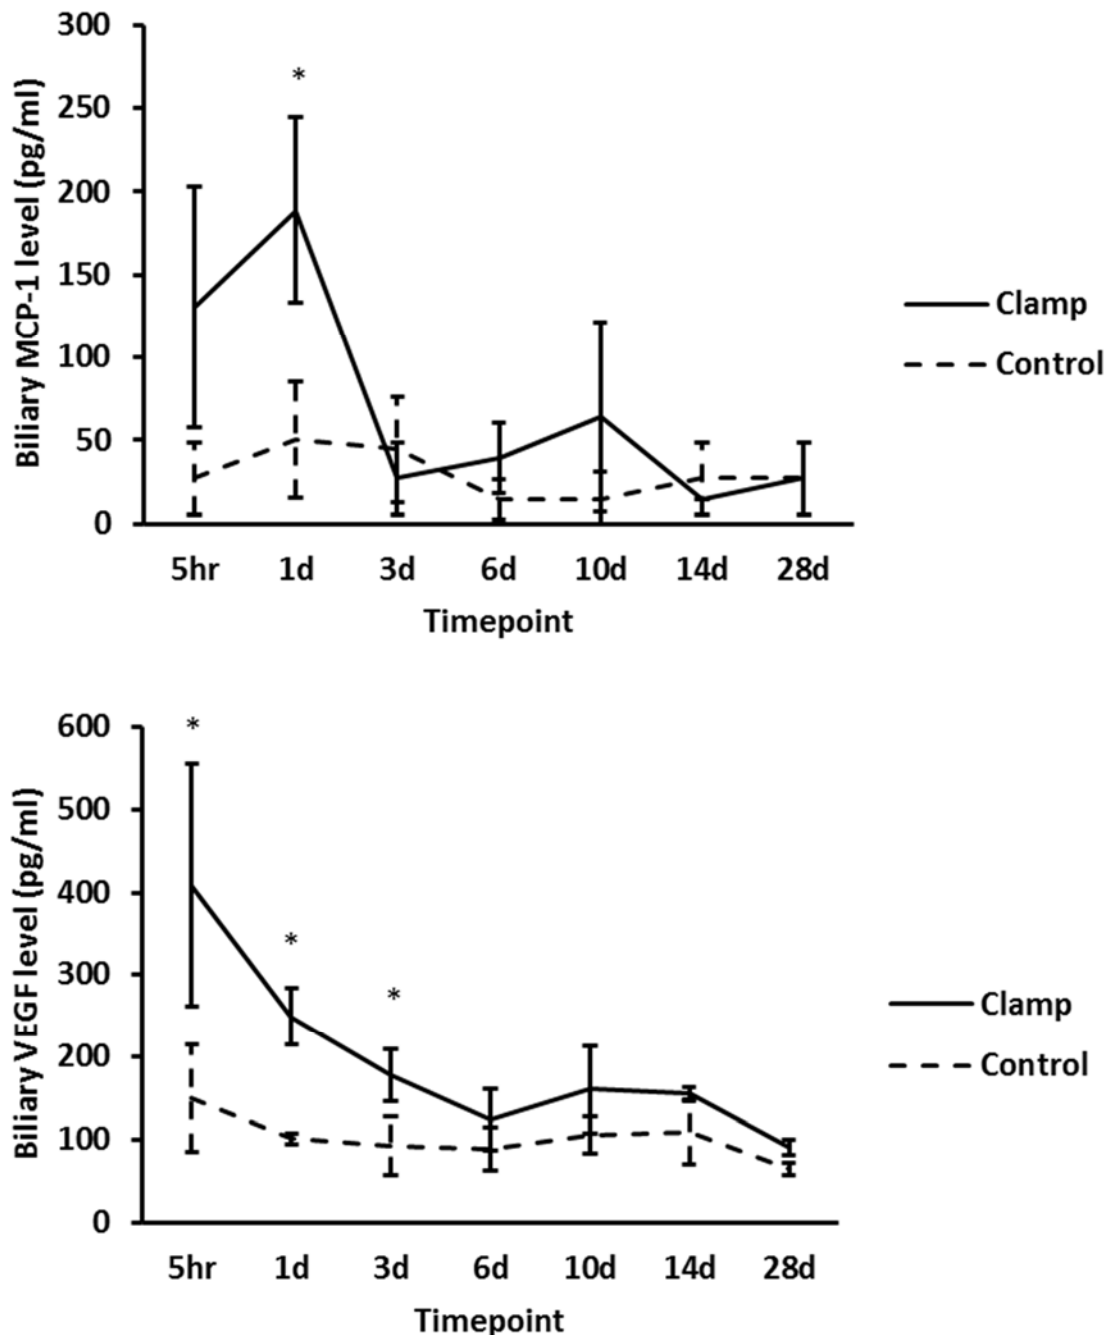 300
250
200
150
100
50
0
Biliary MCP-1 level (pg/ml)
*
Clamp
Control
5hr 1d 3d 6d 10d 14d 28d
Timepoint
600
500
400
300
200
100
0
Biliary VEGF level (pg/ml)
*
*
*
Clamp
Control
5hr 1d 3d 6d 10d 14d 28d
Timepoint